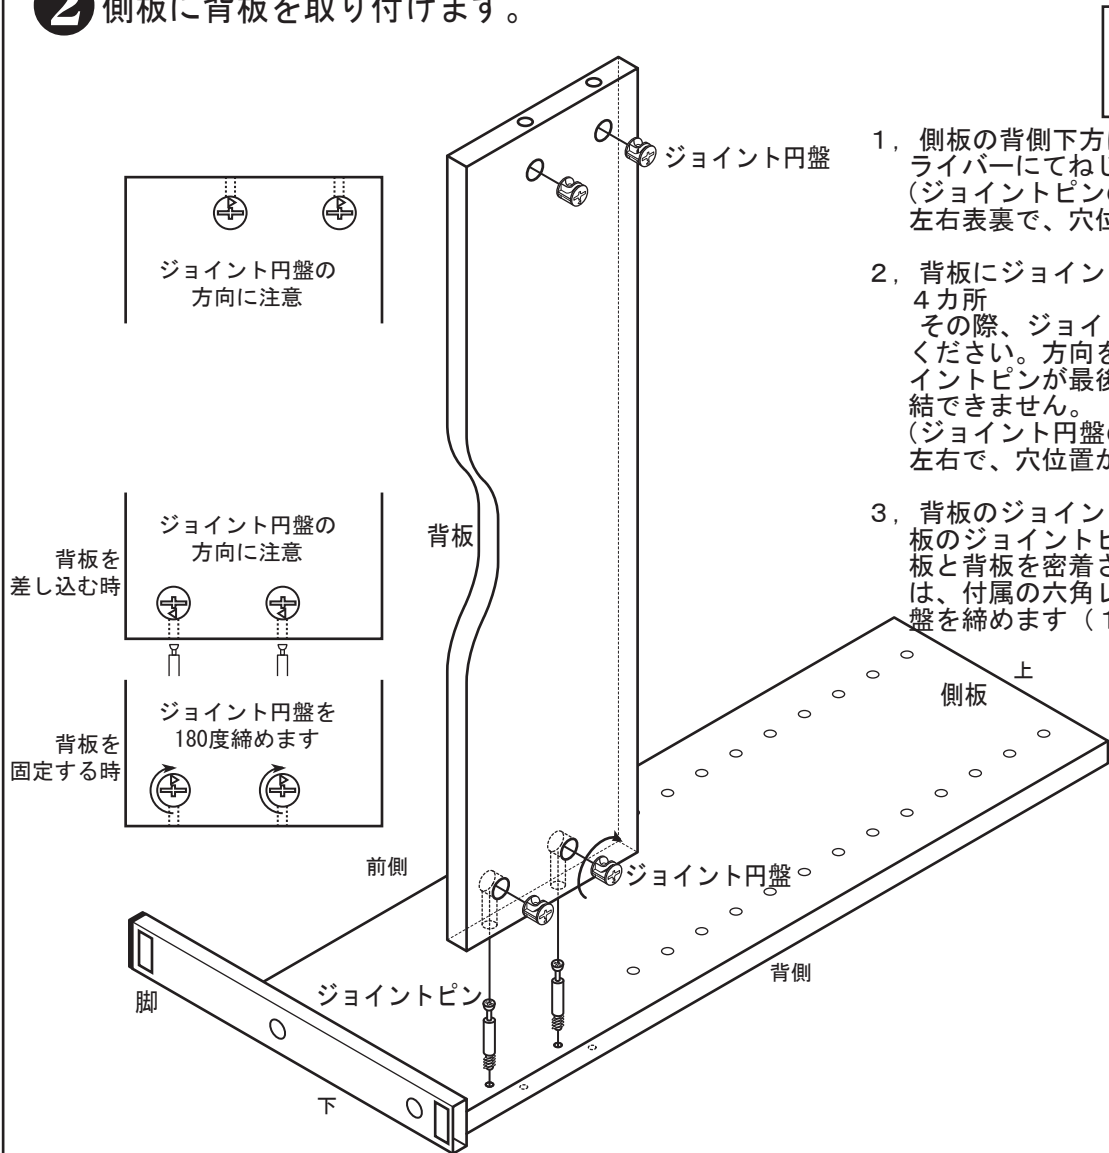 2 側板に背板を取り付けます。
ジョイント円盤
ジョイント円盤の
方向に注意
ジョイント円盤の
方向に注意
背板を
差し込む時
ジョイント円盤を
180度締めます
背板を
固定する時
背板
前側
ジョイント円盤
ジョイントピン
脚
下
背側
側板
上
1, 側板の背側下方に
ライバーにてねじ
(ジョイントピンの
左右表裏で、穴位
2, 背板にジョイン
4カ所
その際、ジョイ
ください。方向を
イントピンが最後
結できません。
(ジョイント円盤の
左右で、穴位置が
3, 背板のジョイン
板のジョイントピ
板と背板を密着さ
は、付属の六角レ
盤を締めます（1